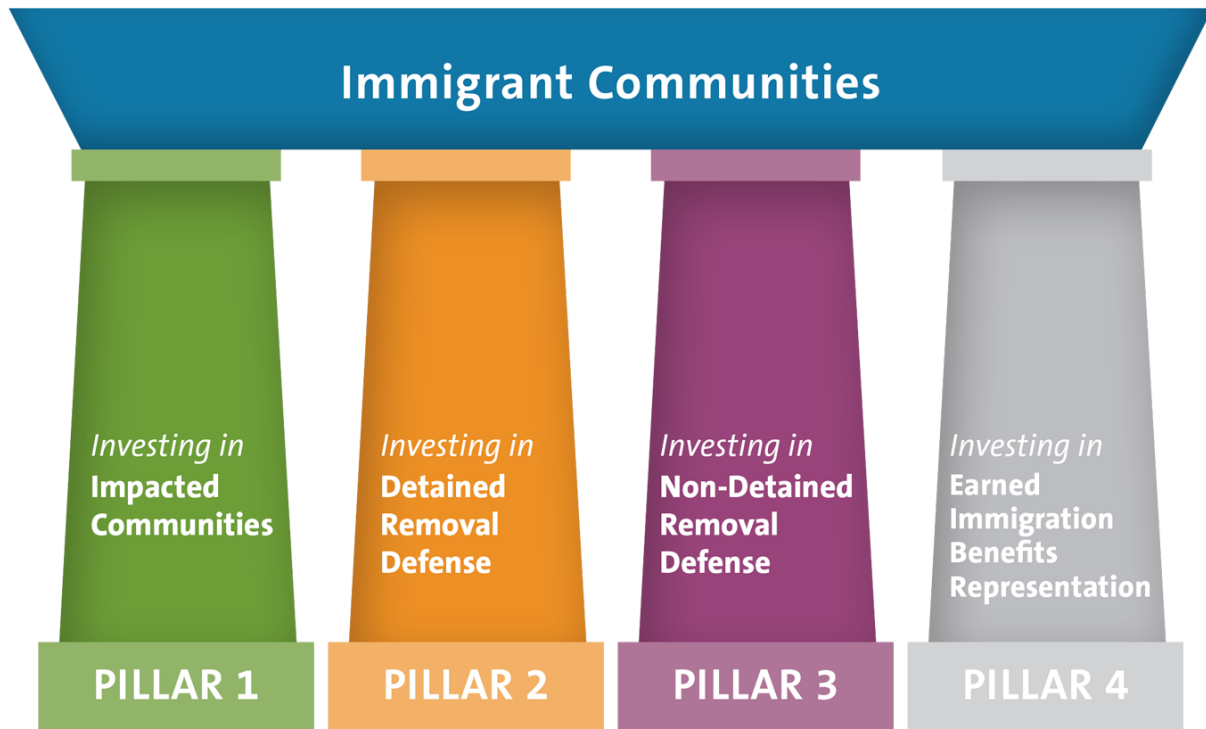 Immigrant Communities
Investing in
Impacted
Communities
PILLAR 1
Investing in
Detained
Removal
Defense
PILLAR 2
Investing in
Non-Detained
Removal
Defense
PILLAR 3
Investing in
Earned
Immigration
Benefits
Representation
PILLAR 4